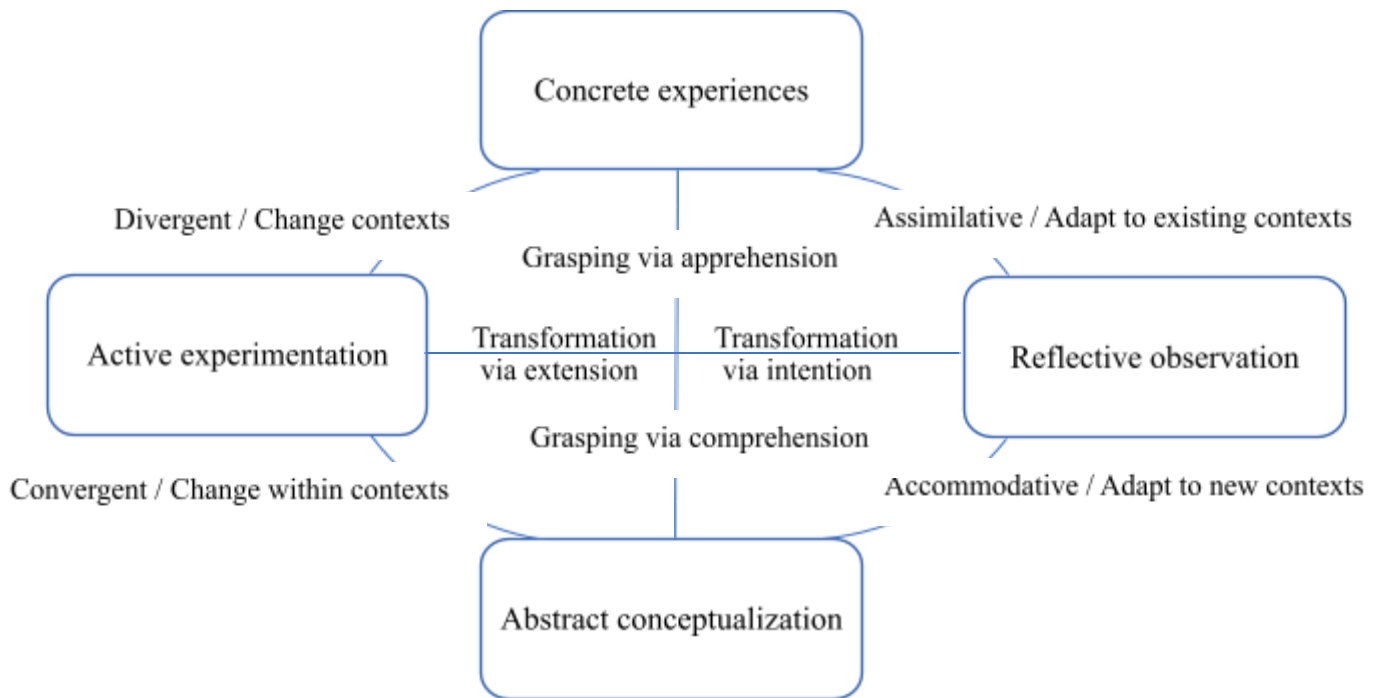 Concrete experiences
Divergent / Change contexts
Assimilative / Adapt to existing contexts
Grasping via apprehension
Active experimentation
Transformation
via extension
Transformation
via intention
Reflective observation
Grasping via comprehension
Convergent / Change within contexts
Accommodative / Adapt to new contexts
Abstract conceptualization